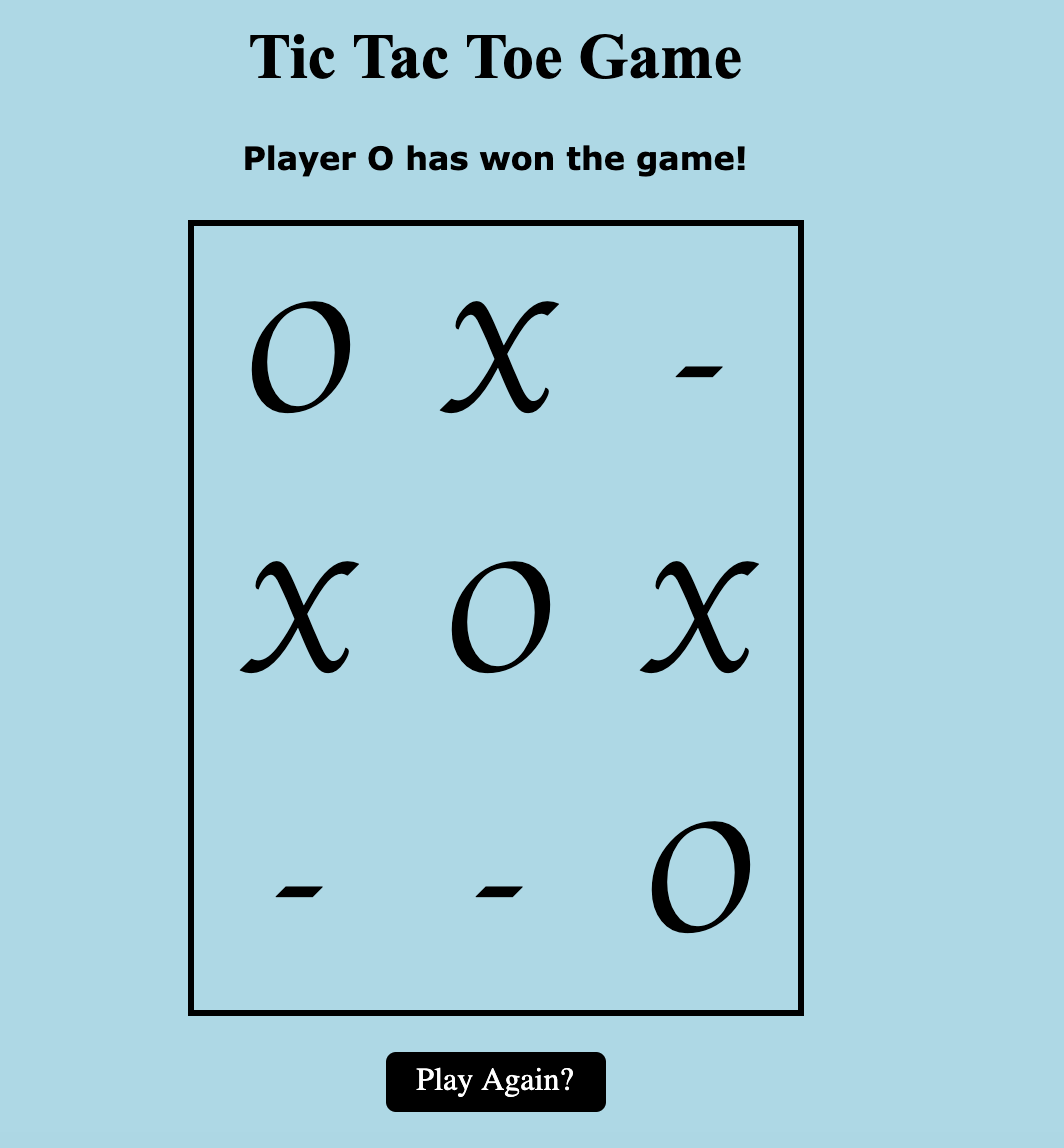 Tic Tac Toe Game
Player O has won the game!
O X -
X O X
- - O
Play Again?